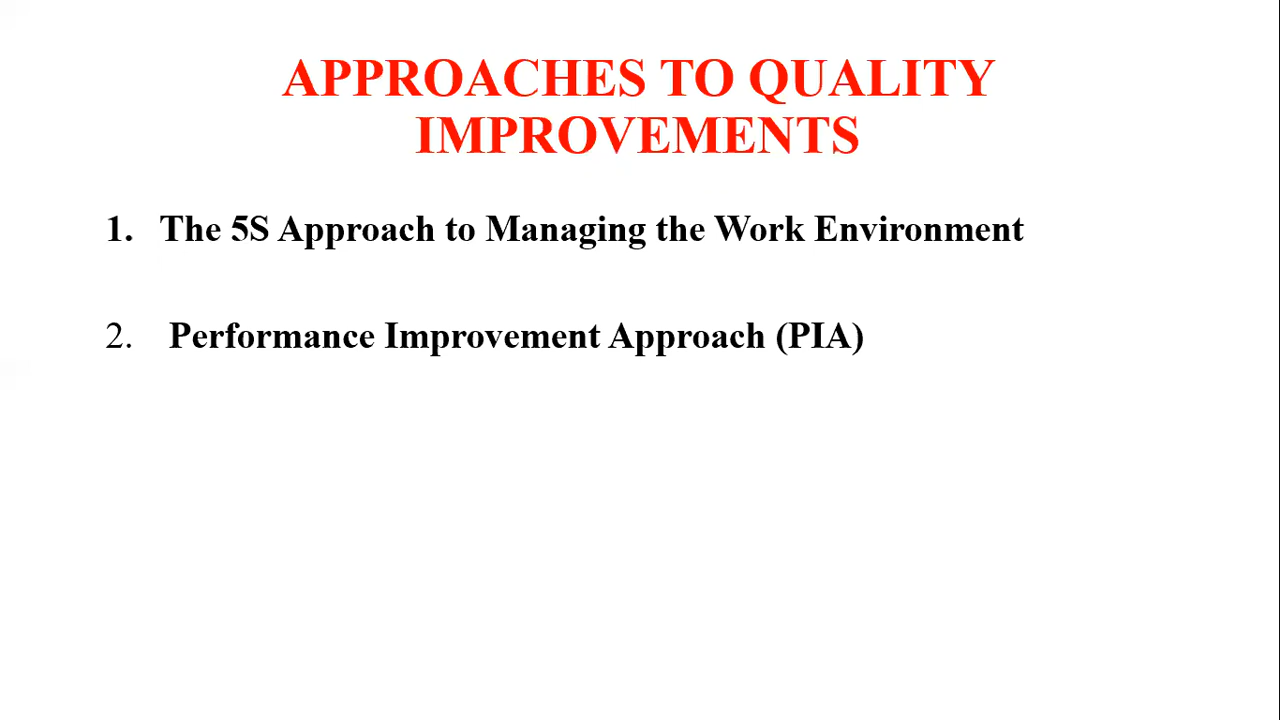 APPROACHES TO QUALITY
IMPROVEMENTS
1. The 5S Approach to Managing the Work Environment
2. Performance Improvement Approach (PIA)